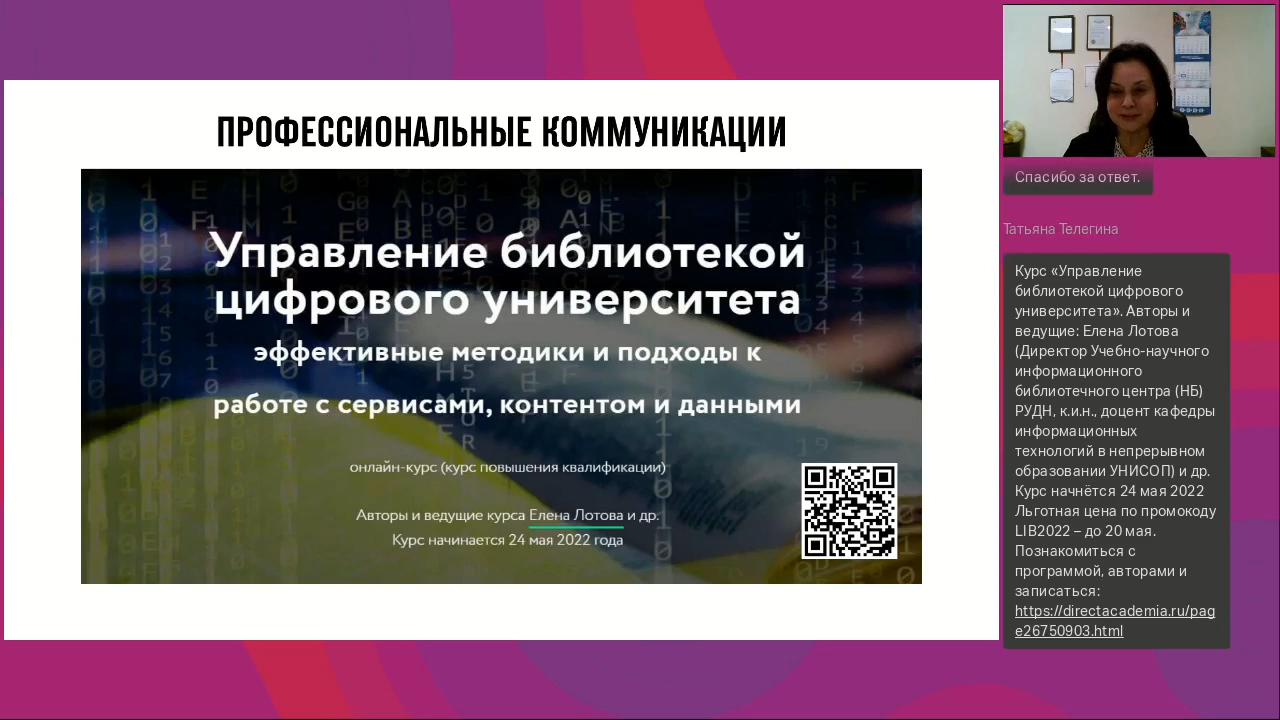 ПРОФЕССИОНАЛЬНЫЕ КОММУНИКАЦИИ
Управление библиотекой
цифрового университета
эффективные методики и подходы к
работе с сервисами, контентом и данными
онлайн-курс (курс повышения квалификации)
Авторы и ведущие курса Елена Лотова и др.
Курс начинается 24 мая 2022 года
Спасибо за ответ.
Татьяна Телегина
Курс «Управление
библиотекой цифрового
университета». Авторы и
ведущие: Елена Лотова
(Директор Учебно-научного
информационного
библиотечного центра (НБ)
РУДН, к.и.н., доцент кафедры
информационных
технологий в непрерывном
образовании УНИСОП) и др.
Курс начнётся 24 мая 2022
Льготная цена по промокоду
LIB2022 – до 20 мая.
Познакомиться с
программой, авторами и
записаться:
https://directacademia.ru/pag
e26750903.html